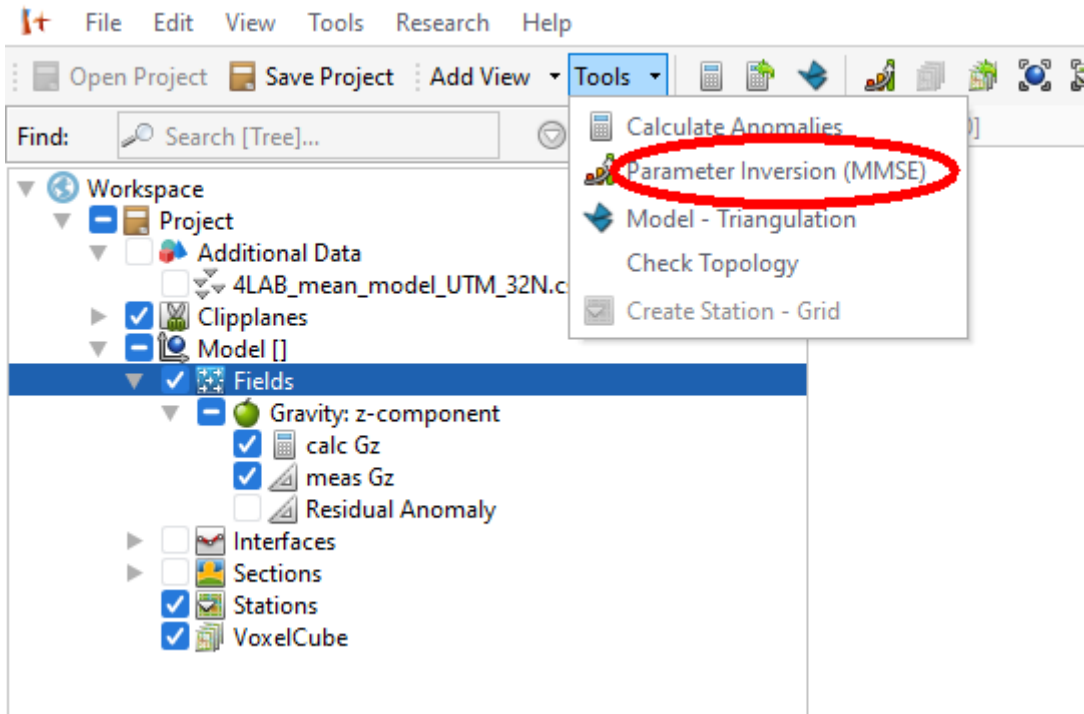 File Edit View Tools Research Help
Open Project Save Project Add View Tools
Find: Search [Tree]...
Calculate Anomalies
Parameter Inversion (MMSE)
Model - Triangulation
Check Topology
Create Station - Grid
Workspace
Project
Additional Data
4LAB_mean_model_UTM_32N.c
Clipplanes
Model []
Fields
Gravity: z-component
calc Gz
meas Gz
Residual Anomaly
Interfaces
Sections
Stations
VoxelCube